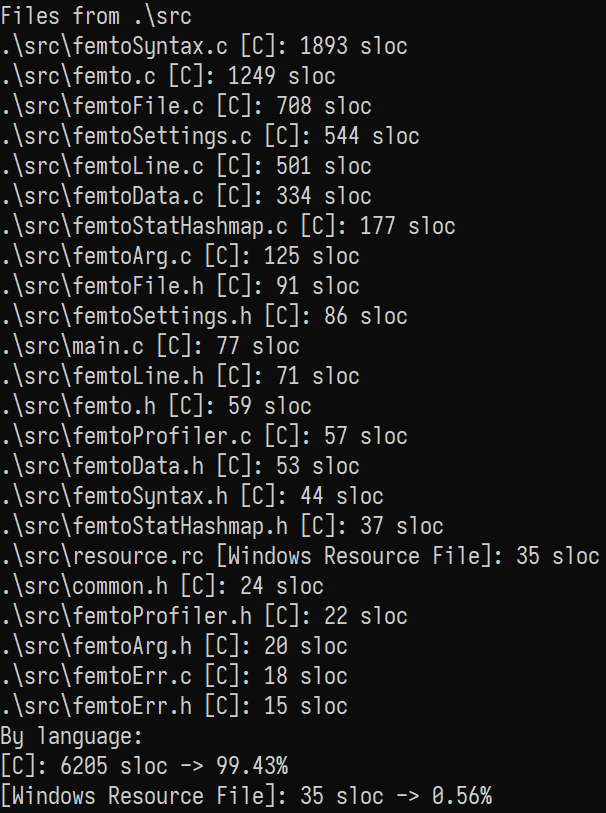 Files from .\src
.\src\femtoSyntax.c [C]: 1893 sloc
.\src\femto.c [C]: 1249 sloc
.\src\femtoFile.c [C]: 708 sloc
.\src\femtoSettings.c [C]: 544 sloc
.\src\femtoLine.c [C]: 501 sloc
.\src\femtoData.c [C]: 334 sloc
.\src\femtoStatHashmap.c [C]: 177 sloc
.\src\femtoArg.c [C]: 125 sloc
.\src\femtoFile.h [C]: 91 sloc
.\src\femtoSettings.h [C]: 86 sloc
.\src\main.c [C]: 77 sloc
.\src\femtoLine.h [C]: 71 sloc
.\src\femto.h [C]: 59 sloc
.\src\femtoProfiler.c [C]: 57 sloc
.\src\femtoData.h [C]: 53 sloc
.\src\femtoSyntax.h [C]: 44 sloc
.\src\femtoStatHashmap.h [C]: 37 sloc
.\src\resource.rc [Windows Resource File]: 35 sloc
.\src\common.h [C]: 24 sloc
.\src\femtoProfiler.h [C]: 22 sloc
.\src\femtoArg.h [C]: 20 sloc
.\src\femtoErr.c [C]: 18 sloc
.\src\femtoErr.h [C]: 15 sloc
By language:
[C]: 6205 sloc -> 99.43%
[Windows Resource File]: 35 sloc -> 0.56%